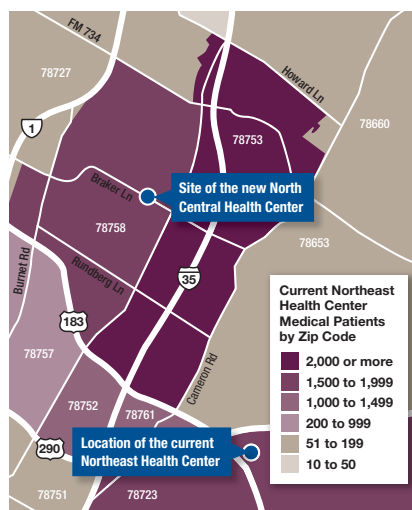 FM 734
78727
Howard Ln
1
78753
78660
Braker Ln
Site of the new North
Central Health Center
78758
78653
Burnet Rd
Rundberg Ln
35
Current Northeast
Health Center
Medical Patients
by Zip Code
2,000 or more
1,500 to 1,999
1,000 to 1,499
200 to 999
51 to 199
10 to 50
183
78757
Cameron Rd
78752
78761
290
Location of the current
Northeast Health Center
78751
78723